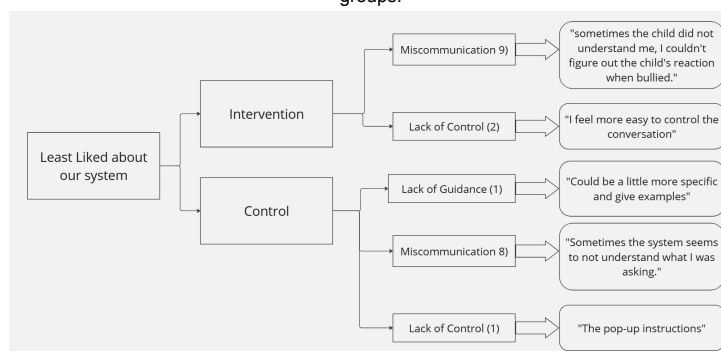 groups.
Least Liked about
our system
Intervention
Control
Miscommunication 9)
"sometimes the child did not
understand me, I couldn't
figure out the child's reaction
when bullied."
Lack of Control (2)
"I feel more easy to control the
conversation"
Lack of Guidance (1)
"Could be a little more specific
and give examples"
Miscommunication 8)
"Sometimes the system seems
to not understand what I was
asking."
Lack of Control (1)
"The pop-up instructions"